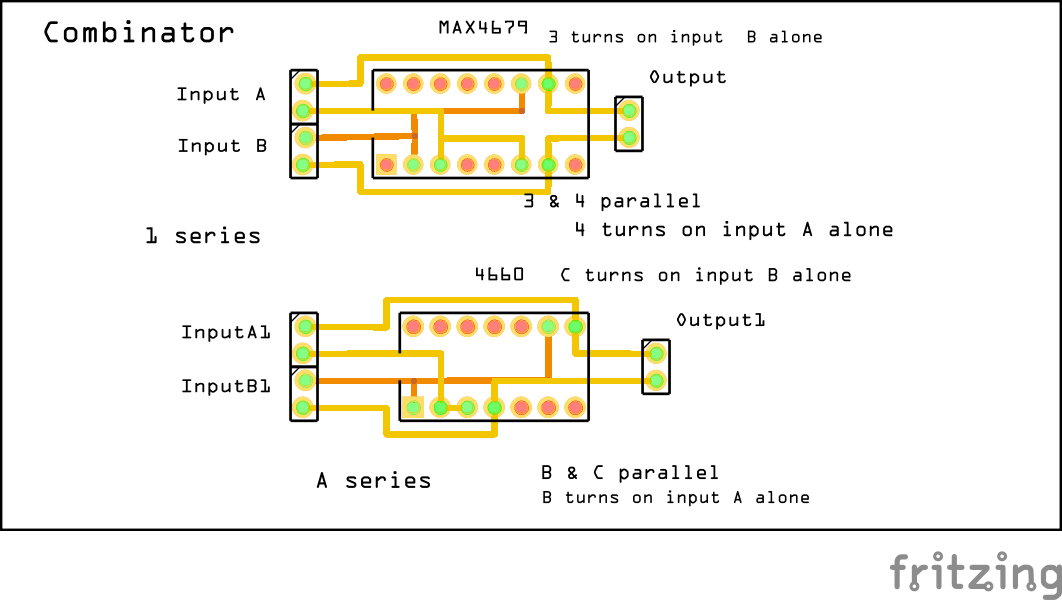 Combinator
MAX4679
3 turns on input B alone
Output
Input A
Input B
3 & 4 parallel
4 turns on input A alone
1 series
4660
C turns on input B alone
Output1
InputA1
InputB1
B & C parallel
A series
B turns on input A alone
fritzing